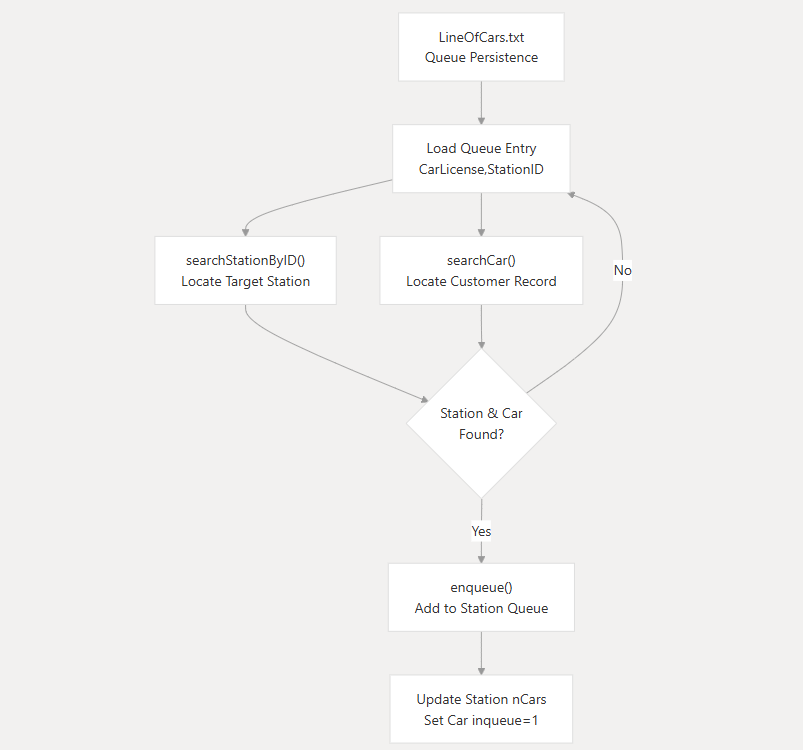 LineOfCars.txt
Queue Persistence
Load Queue Entry
CarLicense,StationID
searchStationByID()
Locate Target Station
searchCar()
Locate Customer Record
No
Station & Car
Found?
Yes
enqueue()
Add to Station Queue
Update Station nCars
Set Car inqueue=1